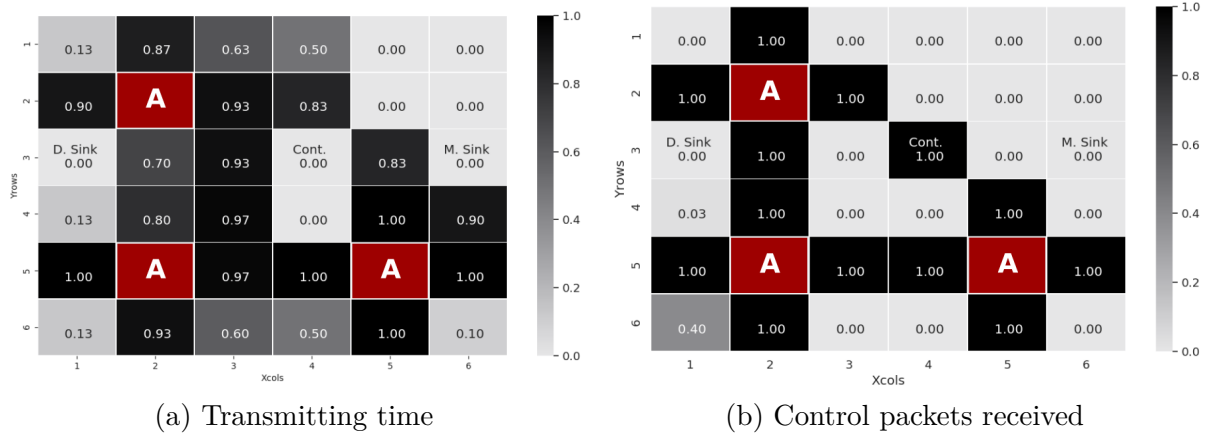 1 0.13 0.87 0.63 0.50 0.00 0.00
2 0.90 A 0.93 0.83 0.00 0.00
D. Sink Cont. M. Sink
3 0.00 0.70 0.93 0.00 0.83 0.00
4 0.13 0.80 0.97 0.00 1.00 0.90
5 1.00 A 0.97 1.00 A 1.00
6 0.13 0.93 0.60 0.50 1.00 0.10
1 2 3 4 5 6
Xcols
Yrows
1.0
0.8
0.6
0.4
0.2
0.0
(a) Transmitting time
1 0.00 1.00 0.00 0.00 0.00 0.00
2 1.00 A 1.00 0.00 0.00 0.00
D. Sink Cont. M. Sink
3 0.00 1.00 0.00 1.00 0.00 0.00
4 0.03 1.00 0.00 0.00 1.00 0.00
5 1.00 A 1.00 1.00 A 1.00
6 0.40 1.00 0.00 0.00 1.00 0.00
1 2 3 4 5 6
Xcols
Yrows
1.0
0.8
0.6
0.4
0.2
0.0
(b) Control packets received